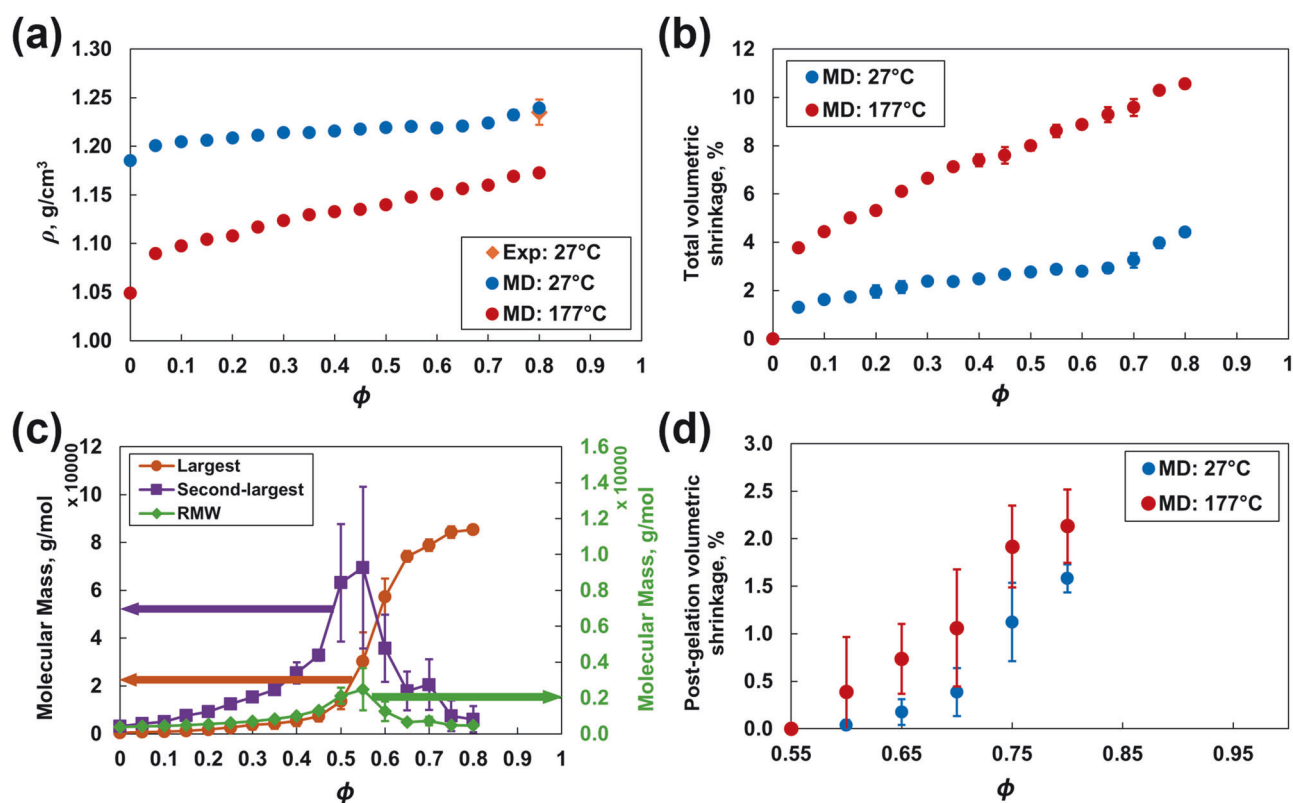 (a)
1.30
1.25
1.20
1.15
1.10
1.05
1.00
ρ, g/cm³
Exp: 27°C
MD: 27°C
MD: 177°C
0 0.1 0.2 0.3 0.4 0.5 0.6 0.7 0.8 0.9 1
ϕ
(b)
12
10
8
6
4
2
0
Total volumetric
shrinkage, %
MD: 27°C
MD: 177°C
0 0.1 0.2 0.3 0.4 0.5 0.6 0.7 0.8 0.9 1
ϕ
(c)
x 10000
12
10
8
6
4
2
0
Molecular Mass, g/mol
Largest
Second-largest
RMW
x 10000
1.6
1.4
1.2
1.0
0.8
0.6
0.4
0.2
0.0
Molecular Mass, g/mol
0 0.1 0.2 0.3 0.4 0.5 0.6 0.7 0.8 0.9 1
ϕ
(d)
3.0
2.5
2.0
1.5
1.0
0.5
0.0
Post-gelation volumetric
shrinkage, %
MD: 27°C
MD: 177°C
0.55 0.65 0.75 0.85 0.95
ϕ